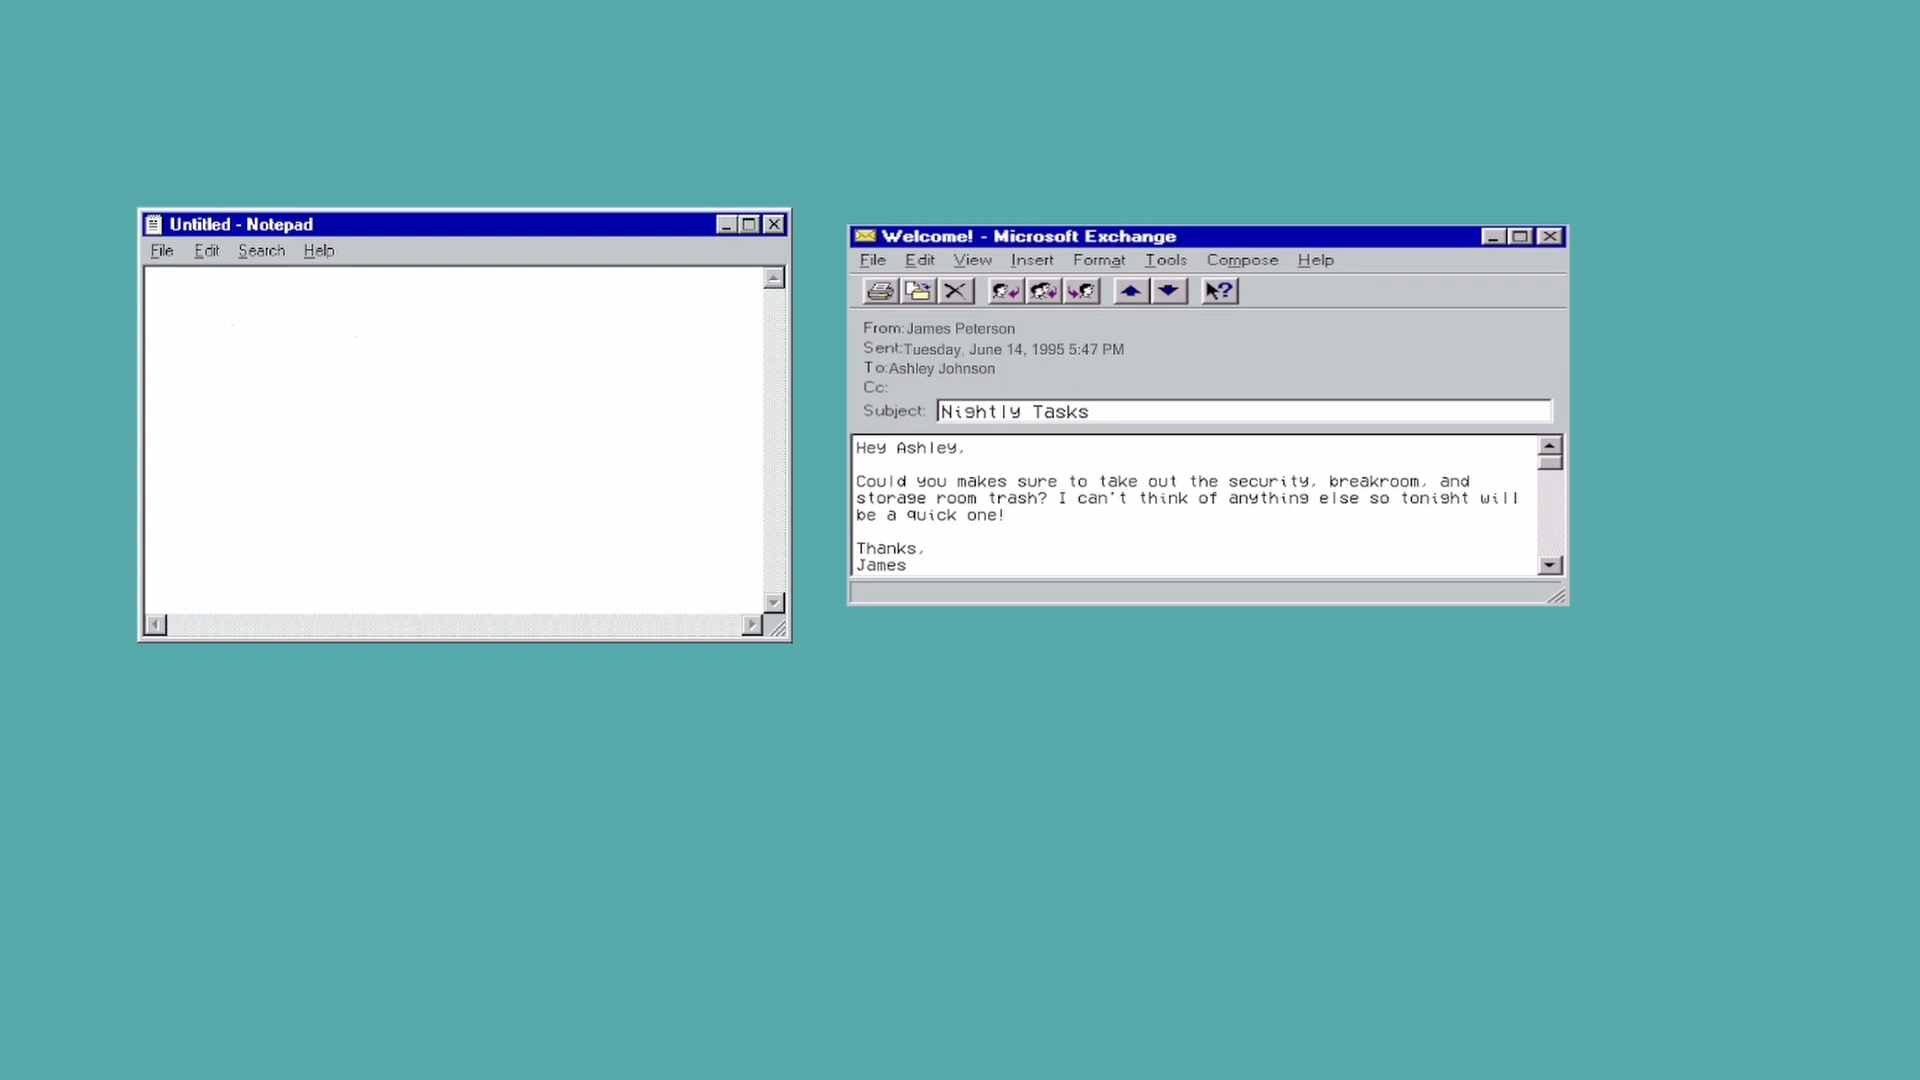 Untitled - Notepad
File Edit Search Help
Welcome! - Microsoft Exchange
File Edit View Insert Format Tools Compose Help
From: James Peterson
Sent: Tuesday, June 14, 1995 5:47 PM
To: Ashley Johnson
Cc:
Subject: Nightly Tasks
Hey Ashley,
Could you makes sure to take out the security, breakroom, and
storage room trash? I can't think of anything else so tonight will
be a quick one!
Thanks,
James